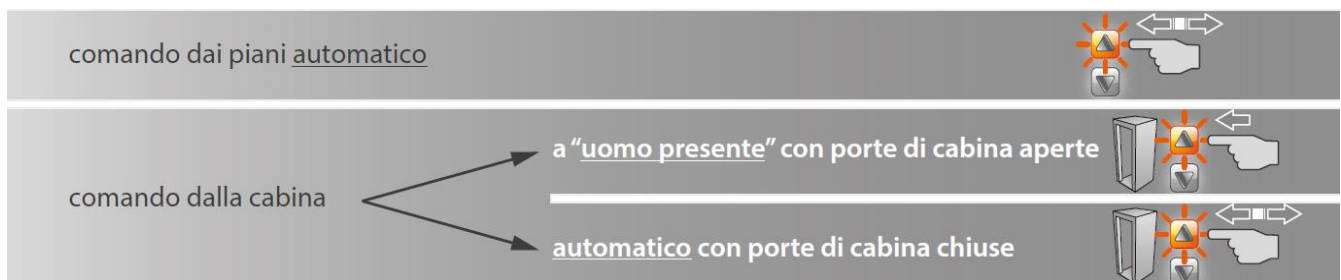 comando dai piani automatico
a “uomo presente” con porte di cabina aperte
comando dalla cabina
automatico con porte di cabina chiuse